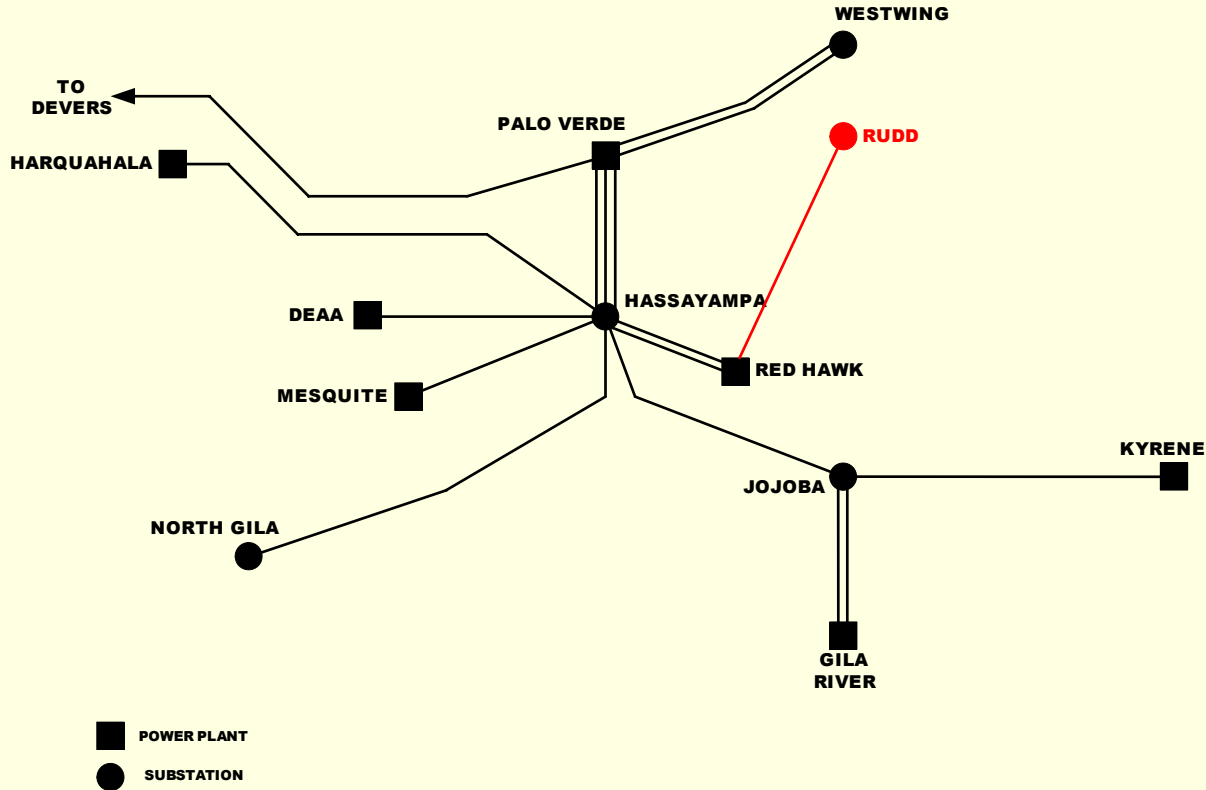 WESTWING
TO
DEVERS
PALO VERDE
RUDD
HARQUAHALA
HASSAYAMPA
DEAA
RED HAWK
MESQUITE
KYRENE
JOJOBA
NORTH GILA
GILA
RIVER
POWER PLANT
SUBSTATION